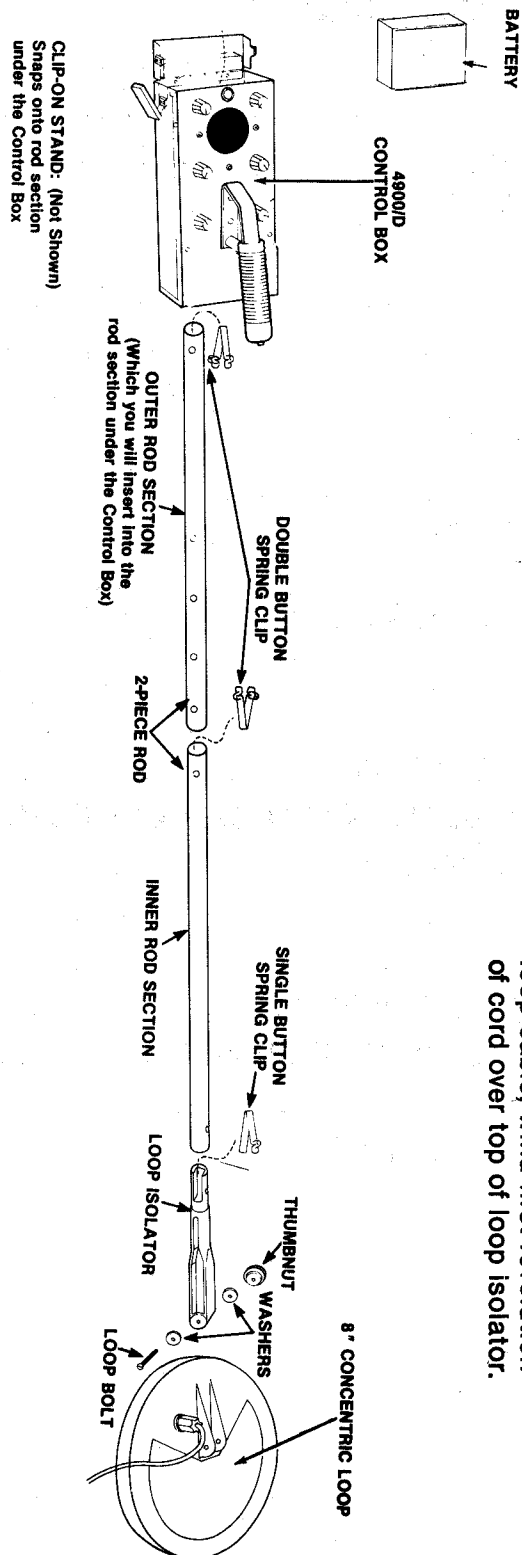 of cord over top of loop isolator.
BATTERY
4900/D
CONTROL BOX
CLIP-ON STAND: (Not Shown)
Snaps onto rod section
under the Control Box
DOUBLE BUTTON
SPRING CLIP
OUTER ROD SECTION
(Which you will insert into the
rod section under the Control Box)
2-PIECE ROD
INNER ROD SECTION
SINGLE BUTTON
SPRING CLIP
LOOP ISOLATOR
THUMBNUT
WASHERS
LOOP BOLT
8" CONCENTRIC LOOP